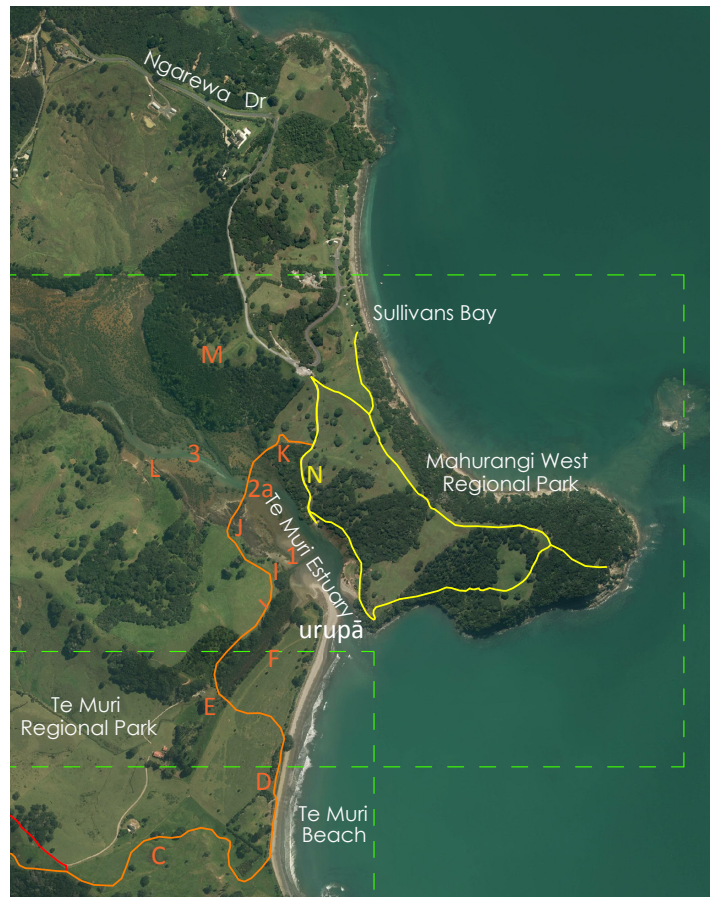 Ngarewa Dr
Sullivans Bay
M
Mahurangi West
Regional Park
K
3
L
N
2a
J
Te Muri Estuary
1
I
urupā
F
Te Muri
Regional Park
E
D
Te Muri
Beach
C